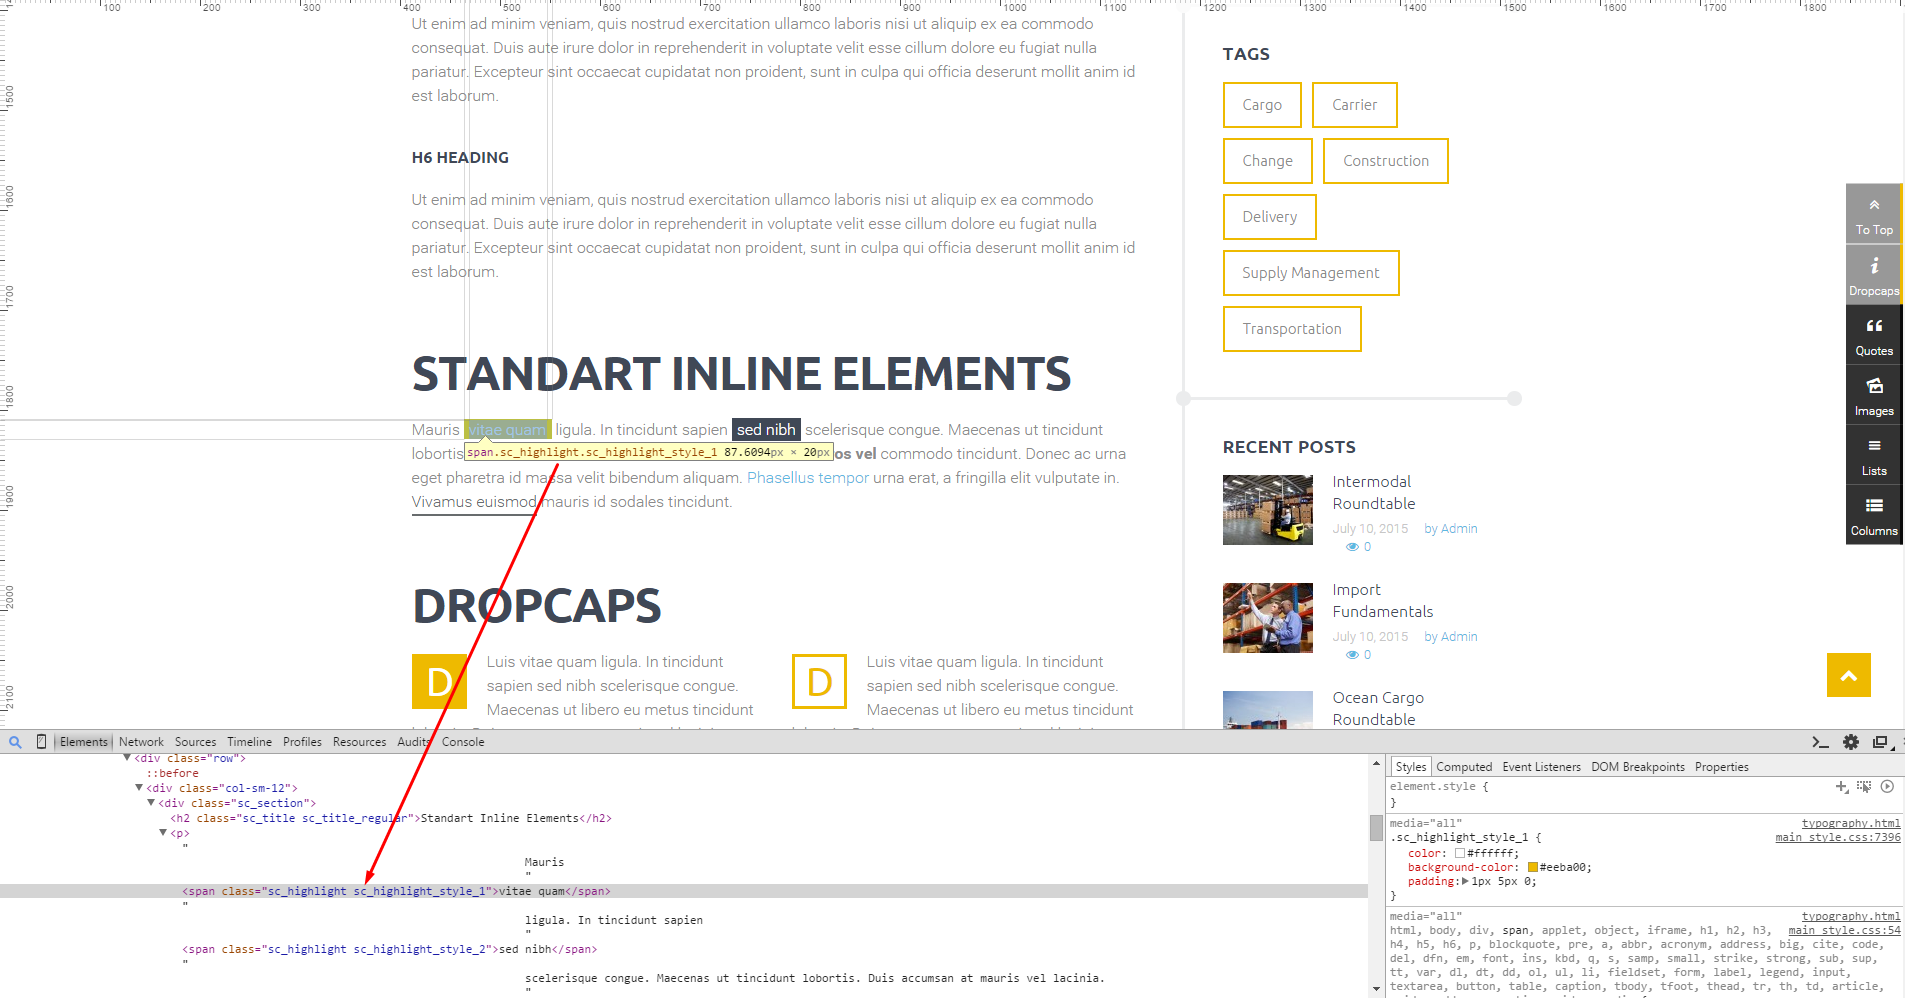 100 200 300 400 500 600 700 800 900 1000 1100 1200 1300 1400 1500 1600 1700 1800
1500
1600
1700
1800
1900
2000
2100
Ut enim ad minim veniam, quis nostrud exercitation ullamco laboris nisi ut aliquip ex ea commodo
consequat. Duis aute irure dolor in reprehenderit in voluptate velit esse cillum dolore eu fugiat nulla
pariatur. Excepteur sint occaecat cupidatat non proident, sunt in culpa qui officia deserunt mollit anim id
est laborum.
H6 HEADING
Ut enim ad minim veniam, quis nostrud exercitation ullamco laboris nisi ut aliquip ex ea commodo
consequat. Duis aute irure dolor in reprehenderit in voluptate velit esse cillum dolore eu fugiat nulla
pariatur. Excepteur sint occaecat cupidatat non proident, sunt in culpa qui officia deserunt mollit anim id
est laborum.
STANDART INLINE ELEMENTS
Mauris vitae quam ligula. In tincidunt sapien sed nibh scelerisque congue. Maecenas ut tincidunt
lobortis os vel commodo tincidunt. Donec ac urna
span.sc_highlight.sc_highlight_style_1 87.6094px × 20px
eget pharetra id massa velit bibendum aliquam. Phasellus tempor urna erat, a fringilla elit vulputate in.
Vivamus euismod mauris id sodales tincidunt.
DROPCAPS
D
Luis vitae quam ligula. In tincidunt
sapien sed nibh scelerisque congue.
Maecenas ut libero eu metus tincidunt
D
Luis vitae quam ligula. In tincidunt
sapien sed nibh scelerisque congue.
Maecenas ut libero eu metus tincidunt
TAGS
Cargo
Carrier
Change
Construction
Delivery
Supply Management
Transportation
RECENT POSTS
Intermodal
Roundtable
July 10, 2015 by Admin
0
Import
Fundamentals
July 10, 2015 by Admin
0
Ocean Cargo
Roundtable
To Top
Dropcaps
Quotes
Images
Lists
Columns
Elements Network Sources Timeline Profiles Resources Audits Console
<div class="row">
::before
<div class="col-sm-12">
<div class="sc_section">
<h2 class="sc_title sc_title_regular">Standart Inline Elements</h2>
<p>
"
Mauris
"
<span class="sc_highlight sc_highlight_style_1">vitae quam</span>
"
ligula. In tincidunt sapien
"
<span class="sc_highlight sc_highlight_style_2">sed nibh</span>
"
scelerisque congue. Maecenas ut tincidunt lobortis. Duis accumsan at mauris vel lacinia.
"
Styles Computed Event Listeners DOM Breakpoints Properties
element.style {
}
media="all" typography.html
.sc_highlight_style_1 { main style.css:7396
color: #ffffff;
background-color: #eeba00;
padding: 1px 5px 0;
}
media="all" typography.html
html, body, div, span, applet, object, iframe, h1, h2, h3, main style.css:54
h4, h5, h6, p, blockquote, pre, a, abbr, acronym, address, big, cite, code,
del, dfn, em, font, ins, kbd, q, s, samp, small, strike, strong, sub, sup,
tt, var, dl, dt, dd, ol, ul, li, fieldset, form, label, legend, input,
textarea, button, table, caption, tbody, tfoot, thead, tr, th, td, article,